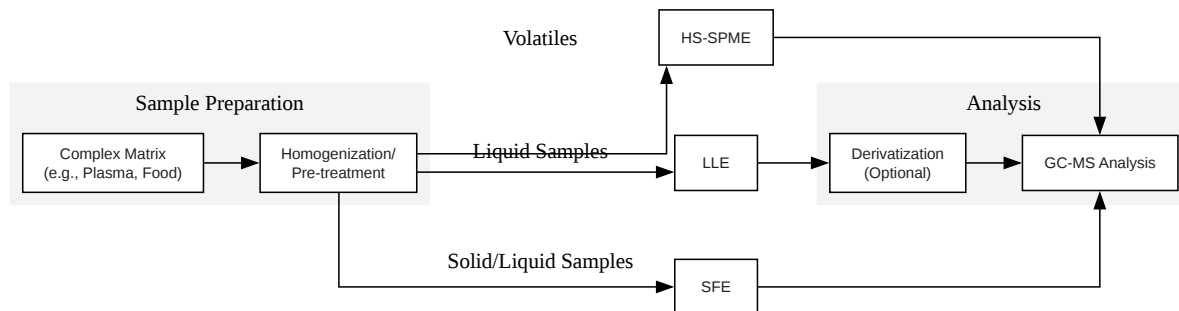 Volatiles
HS-SPME
Sample Preparation
Analysis
Complex Matrix
(e.g., Plasma, Food)
Homogenization/
Pre-treatment
Liquid Samples
LLE
Derivatization
(Optional)
GC-MS Analysis
Solid/Liquid Samples
SFE